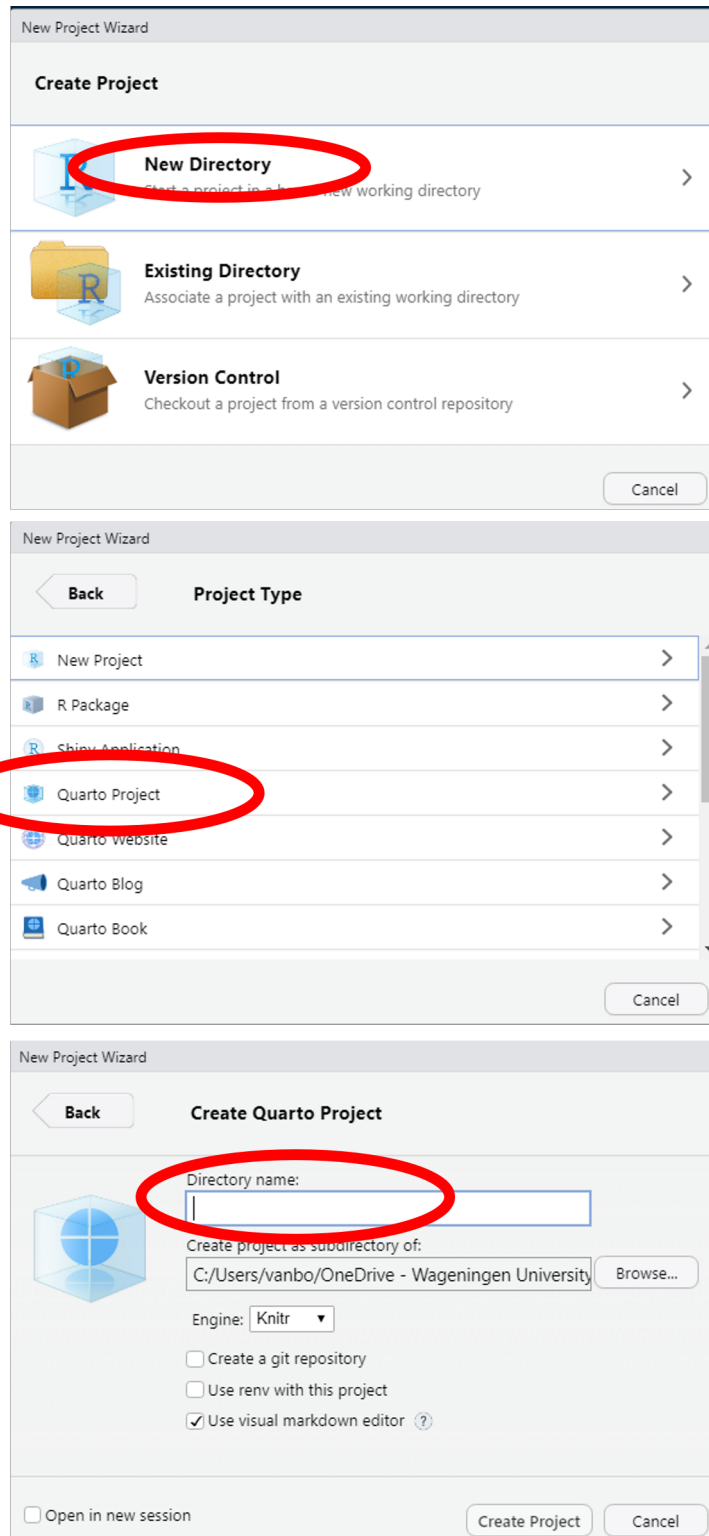 New Project Wizard
Create Project
New Directory
Start a project in a brand new working directory
Existing Directory
Associate a project with an existing working directory
Version Control
Checkout a project from a version control repository
Cancel
New Project Wizard
Back Project Type
New Project
R Package
Shiny Application
Quarto Project
Quarto Website
Quarto Blog
Quarto Book
Cancel
New Project Wizard
Back Create Quarto Project
Directory name:
Create project as subdirectory of:
C:/Users/vanbo/OneDrive - Wageningen University Browse...
Engine: Knitr
Create a git repository
Use renv with this project
Use visual markdown editor ?
Open in new session Create Project Cancel